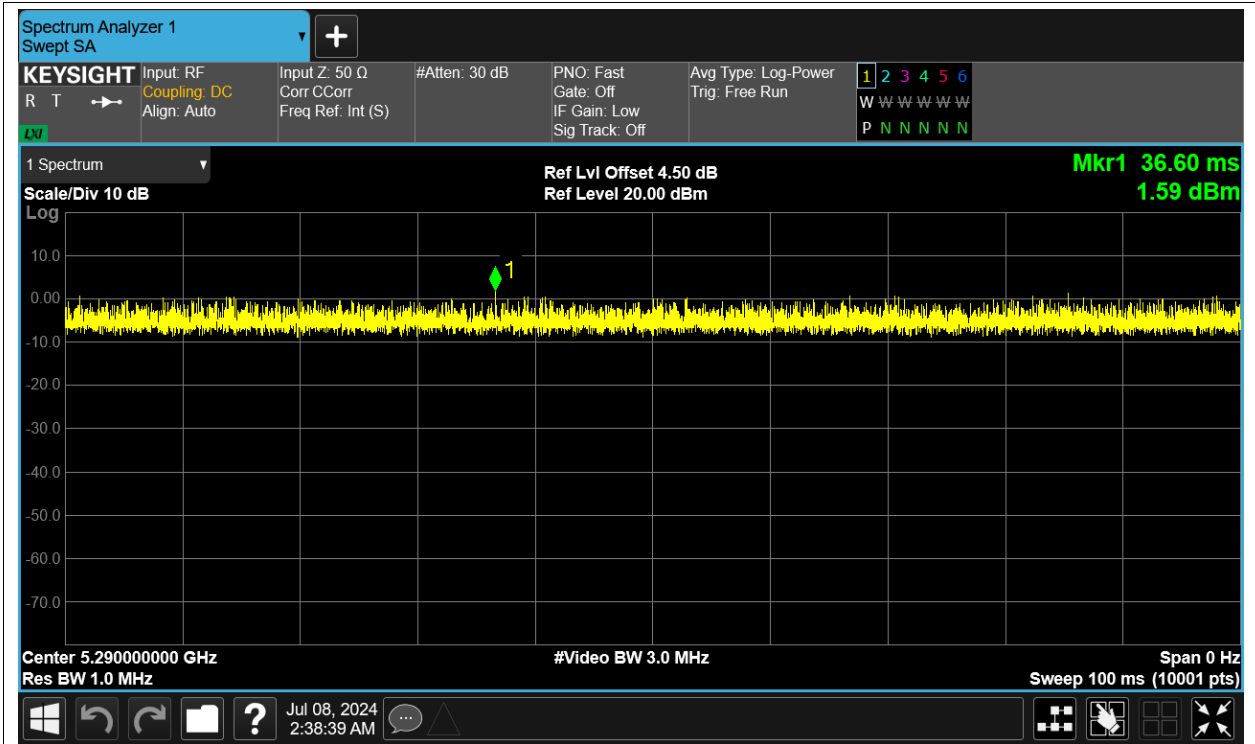 Spectrum Analyzer 1
Swept SA
+
KEYSIGHT
R T
LXI
Input: RF
Coupling: DC
Align: Auto
Input Z: 50 Ω
Corr CCorr
Freq Ref: Int (S)
#Atten: 30 dB
PNO: Fast
Gate: Off
IF Gain: Low
Sig Track: Off
Avg Type: Log-Power
Trig: Free Run
1 2 3 4 5 6
W W W W W W
P N N N N N
1 Spectrum
Scale/Div 10 dB
Log
Ref Lvl Offset 4.50 dB
Ref Level 20.00 dBm
Mkr1 36.60 ms
1.59 dBm
1
10.0
0.00
-10.0
-20.0
-30.0
-40.0
-50.0
-60.0
-70.0
Center 5.290000000 GHz
Res BW 1.0 MHz
#Video BW 3.0 MHz
Span 0 Hz
Sweep 100 ms (10001 pts)
?
Jul 08, 2024
2:38:39 AM